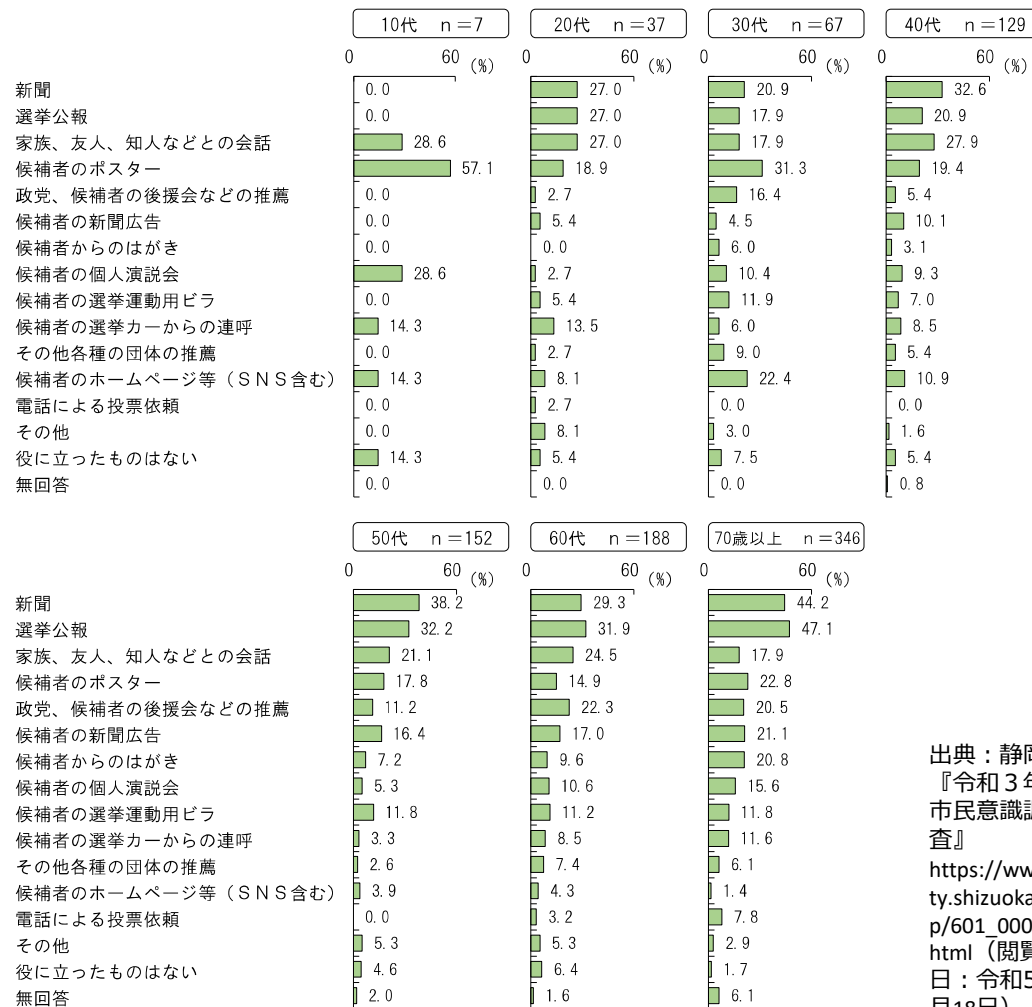 10代　n＝7
20代　n＝37
30代　n＝67
40代　n＝129
0 60 (%)
0 60 (%)
0 60 (%)
0 60 (%)
新聞 0.0 27.0 20.9 32.6
選挙公報 0.0 27.0 17.9 20.9
家族、友人、知人などとの会話 28.6 27.0 17.9 27.9
候補者のポスター 57.1 18.9 31.3 19.4
政党、候補者の後援会などの推薦 0.0 2.7 16.4 5.4
候補者の新聞広告 0.0 5.4 4.5 10.1
候補者からのはがき 0.0 0.0 6.0 3.1
候補者の個人演説会 28.6 2.7 10.4 9.3
候補者の選挙運動用ビラ 0.0 5.4 11.9 7.0
候補者の選挙カーからの連呼 14.3 13.5 6.0 8.5
その他各種の団体の推薦 0.0 2.7 9.0 5.4
候補者のホームページ等（ＳＮＳ含む） 14.3 8.1 22.4 10.9
電話による投票依頼 0.0 2.7 0.0 0.0
その他 0.0 8.1 3.0 1.6
役に立ったものはない 14.3 5.4 7.5 5.4
無回答 0.0 0.0 0.0 0.8
50代　n＝152
60代　n＝188
70歳以上　n＝346
0 60 (%)
0 60 (%)
0 60 (%)
新聞 38.2 29.3 44.2
選挙公報 32.2 31.9 47.1
家族、友人、知人などとの会話 21.1 24.5 17.9
候補者のポスター 17.8 14.9 22.8
政党、候補者の後援会などの推薦 11.2 22.3 20.5
候補者の新聞広告 16.4 17.0 21.1
候補者からのはがき 7.2 9.6 20.8
候補者の個人演説会 5.3 10.6 15.6
候補者の選挙運動用ビラ 11.8 11.2 11.8
候補者の選挙カーからの連呼 3.3 8.5 11.6
その他各種の団体の推薦 2.6 7.4 6.1
候補者のホームページ等（ＳＮＳ含む） 3.9 4.3 1.4
電話による投票依頼 0.0 3.2 7.8
その他 5.3 5.3 2.9
役に立ったものはない 4.6 6.4 1.7
無回答 2.0 1.6 6.1
出典：静岡
『令和３年
市民意識調
査』
https://ww
ty.shizuoka
p/601_000
html（閲覧
日：令和5
月18日）